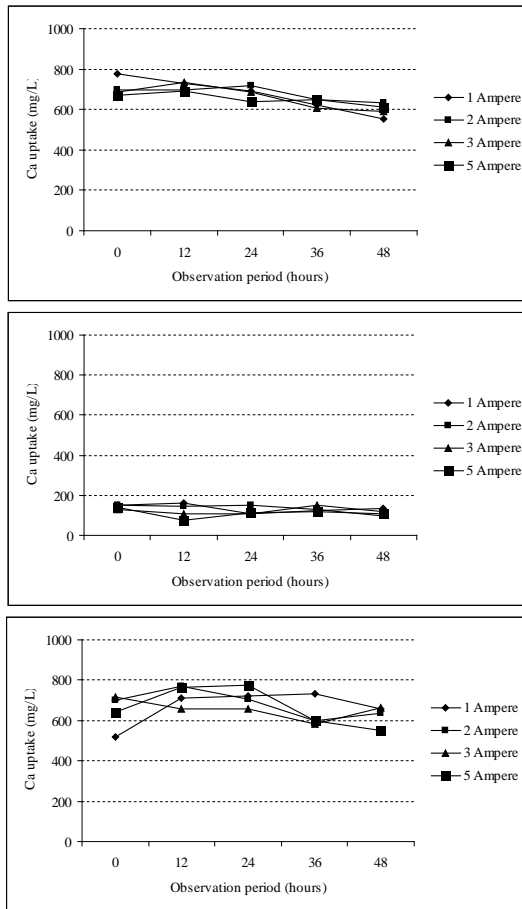 1000
800
600
400
200
0
Ca uptake (mg/L)
0 12 24 36 48
Observation period (hours)
1 Ampere
2 Ampere
3 Ampere
5 Ampere
1000
800
600
400
200
0
Ca uptake (mg/L)
0 12 24 36 48
Observation period (hours)
1 Ampere
2 Ampere
3 Ampere
5 Ampere
1000
800
600
400
200
0
Ca uptake (mg/L)
0 12 24 36 48
Observation period (hours)
1 Ampere
2 Ampere
3 Ampere
5 Ampere